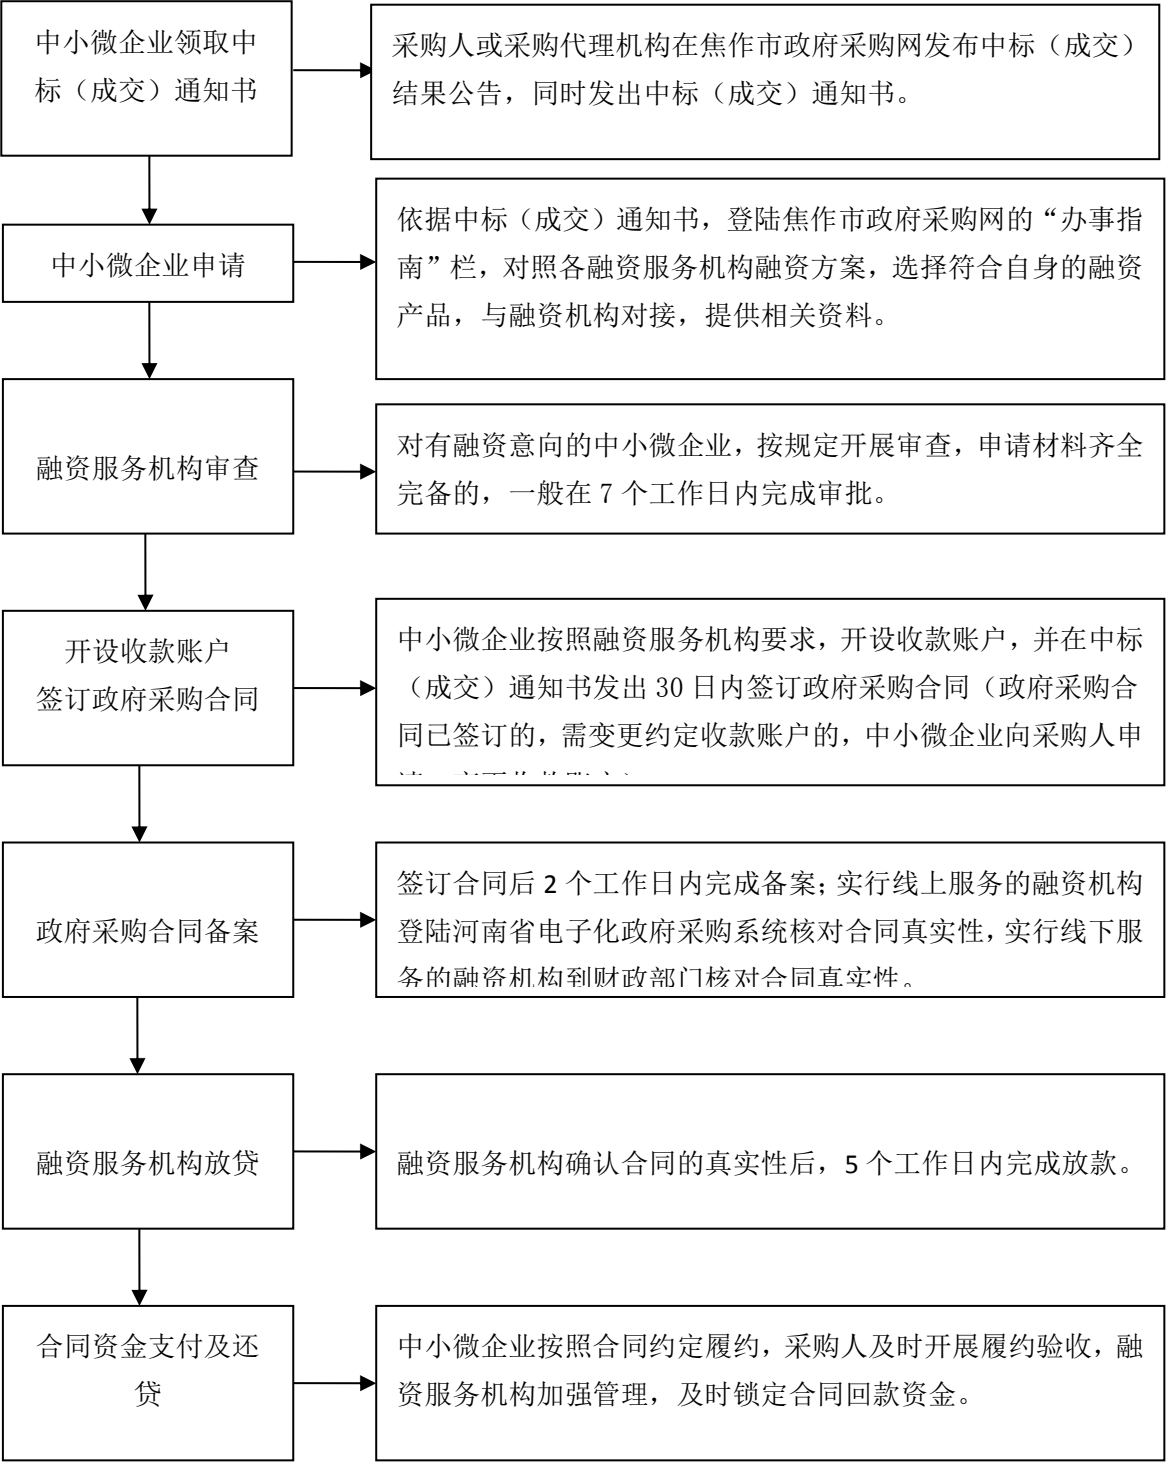 中小微企业领取中
标（成交）通知书
采购人或采购代理机构在焦作市政府采购网发布中标（成交）
结果公告，同时发出中标（成交）通知书。
中小微企业申请
依据中标（成交）通知书，登陆焦作市政府采购网的“办事指
南”栏，对照各融资服务机构融资方案，选择符合自身的融资
产品，与融资机构对接，提供相关资料。
融资服务机构审查
对有融资意向的中小微企业，按规定开展审查，申请材料齐全
完备的，一般在 7 个工作日内完成审批。
开设收款账户
签订政府采购合同
中小微企业按照融资服务机构要求，开设收款账户，并在中标
（成交）通知书发出 30 日内签订政府采购合同（政府采购合
同已签订的，需变更约定收款账户的，中小微企业向采购人申
政府采购合同备案
签订合同后 2 个工作日内完成备案；实行线上服务的融资机构
登陆河南省电子化政府采购系统核对合同真实性，实行线下服
务的融资机构到财政部门核对合同真实性。
融资服务机构放贷
融资服务机构确认合同的真实性后，5 个工作日内完成放款。
合同资金支付及还
贷
中小微企业按照合同约定履约，采购人及时开展履约验收，融
资服务机构加强管理，及时锁定合同回款资金。